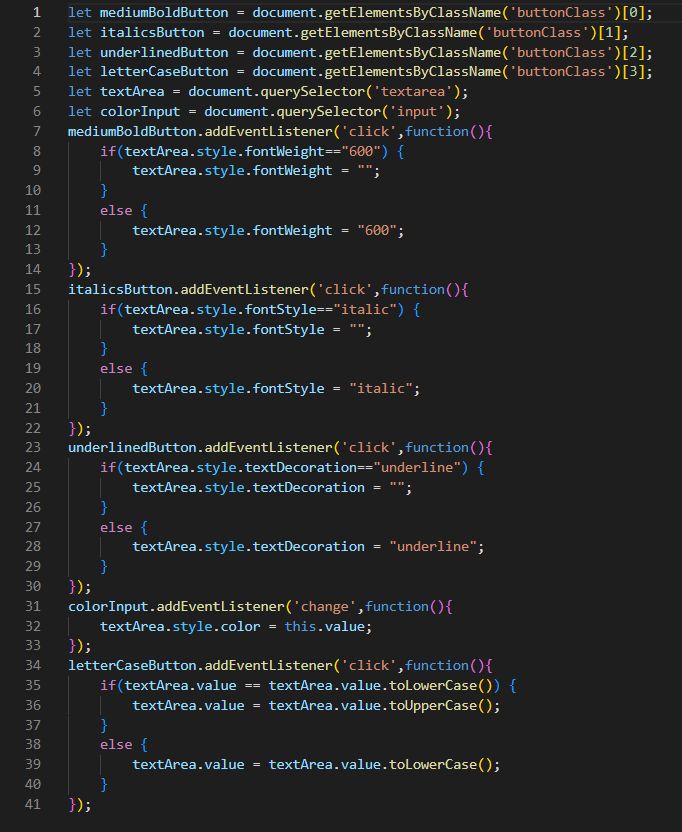 1 let mediumBoldButton = document.getElementsByClassName('buttonClass')[0];
2 let italicsButton = document.getElementsByClassName('buttonClass')[1];
3 let underlinedButton = document.getElementsByClassName('buttonClass')[2];
4 let letterCaseButton = document.getElementsByClassName('buttonClass')[3];
5 let textArea = document.querySelector('textarea');
6 let colorInput = document.querySelector('input');
7 mediumBoldButton.addEventListener('click',function(){
8     if(textArea.style.fontWeight=="600") {
9         textArea.style.fontWeight = "";
10     }
11     else {
12         textArea.style.fontWeight = "600";
13     }
14 });
15 italicsButton.addEventListener('click',function(){
16     if(textArea.style.fontStyle=="italic") {
17         textArea.style.fontStyle = "";
18     }
19     else {
20         textArea.style.fontStyle = "italic";
21     }
22 });
23 underlinedButton.addEventListener('click',function(){
24     if(textArea.style.textDecoration=="underline") {
25         textArea.style.textDecoration = "";
26     }
27     else {
28         textArea.style.textDecoration = "underline";
29     }
30 });
31 colorInput.addEventListener('change',function(){
32     textArea.style.color = this.value;
33 });
34 letterCaseButton.addEventListener('click',function(){
35     if(textArea.value == textArea.value.toLowerCase()) {
36         textArea.value = textArea.value.toUpperCase();
37     }
38     else {
39         textArea.value = textArea.value.toLowerCase();
40     }
41 });